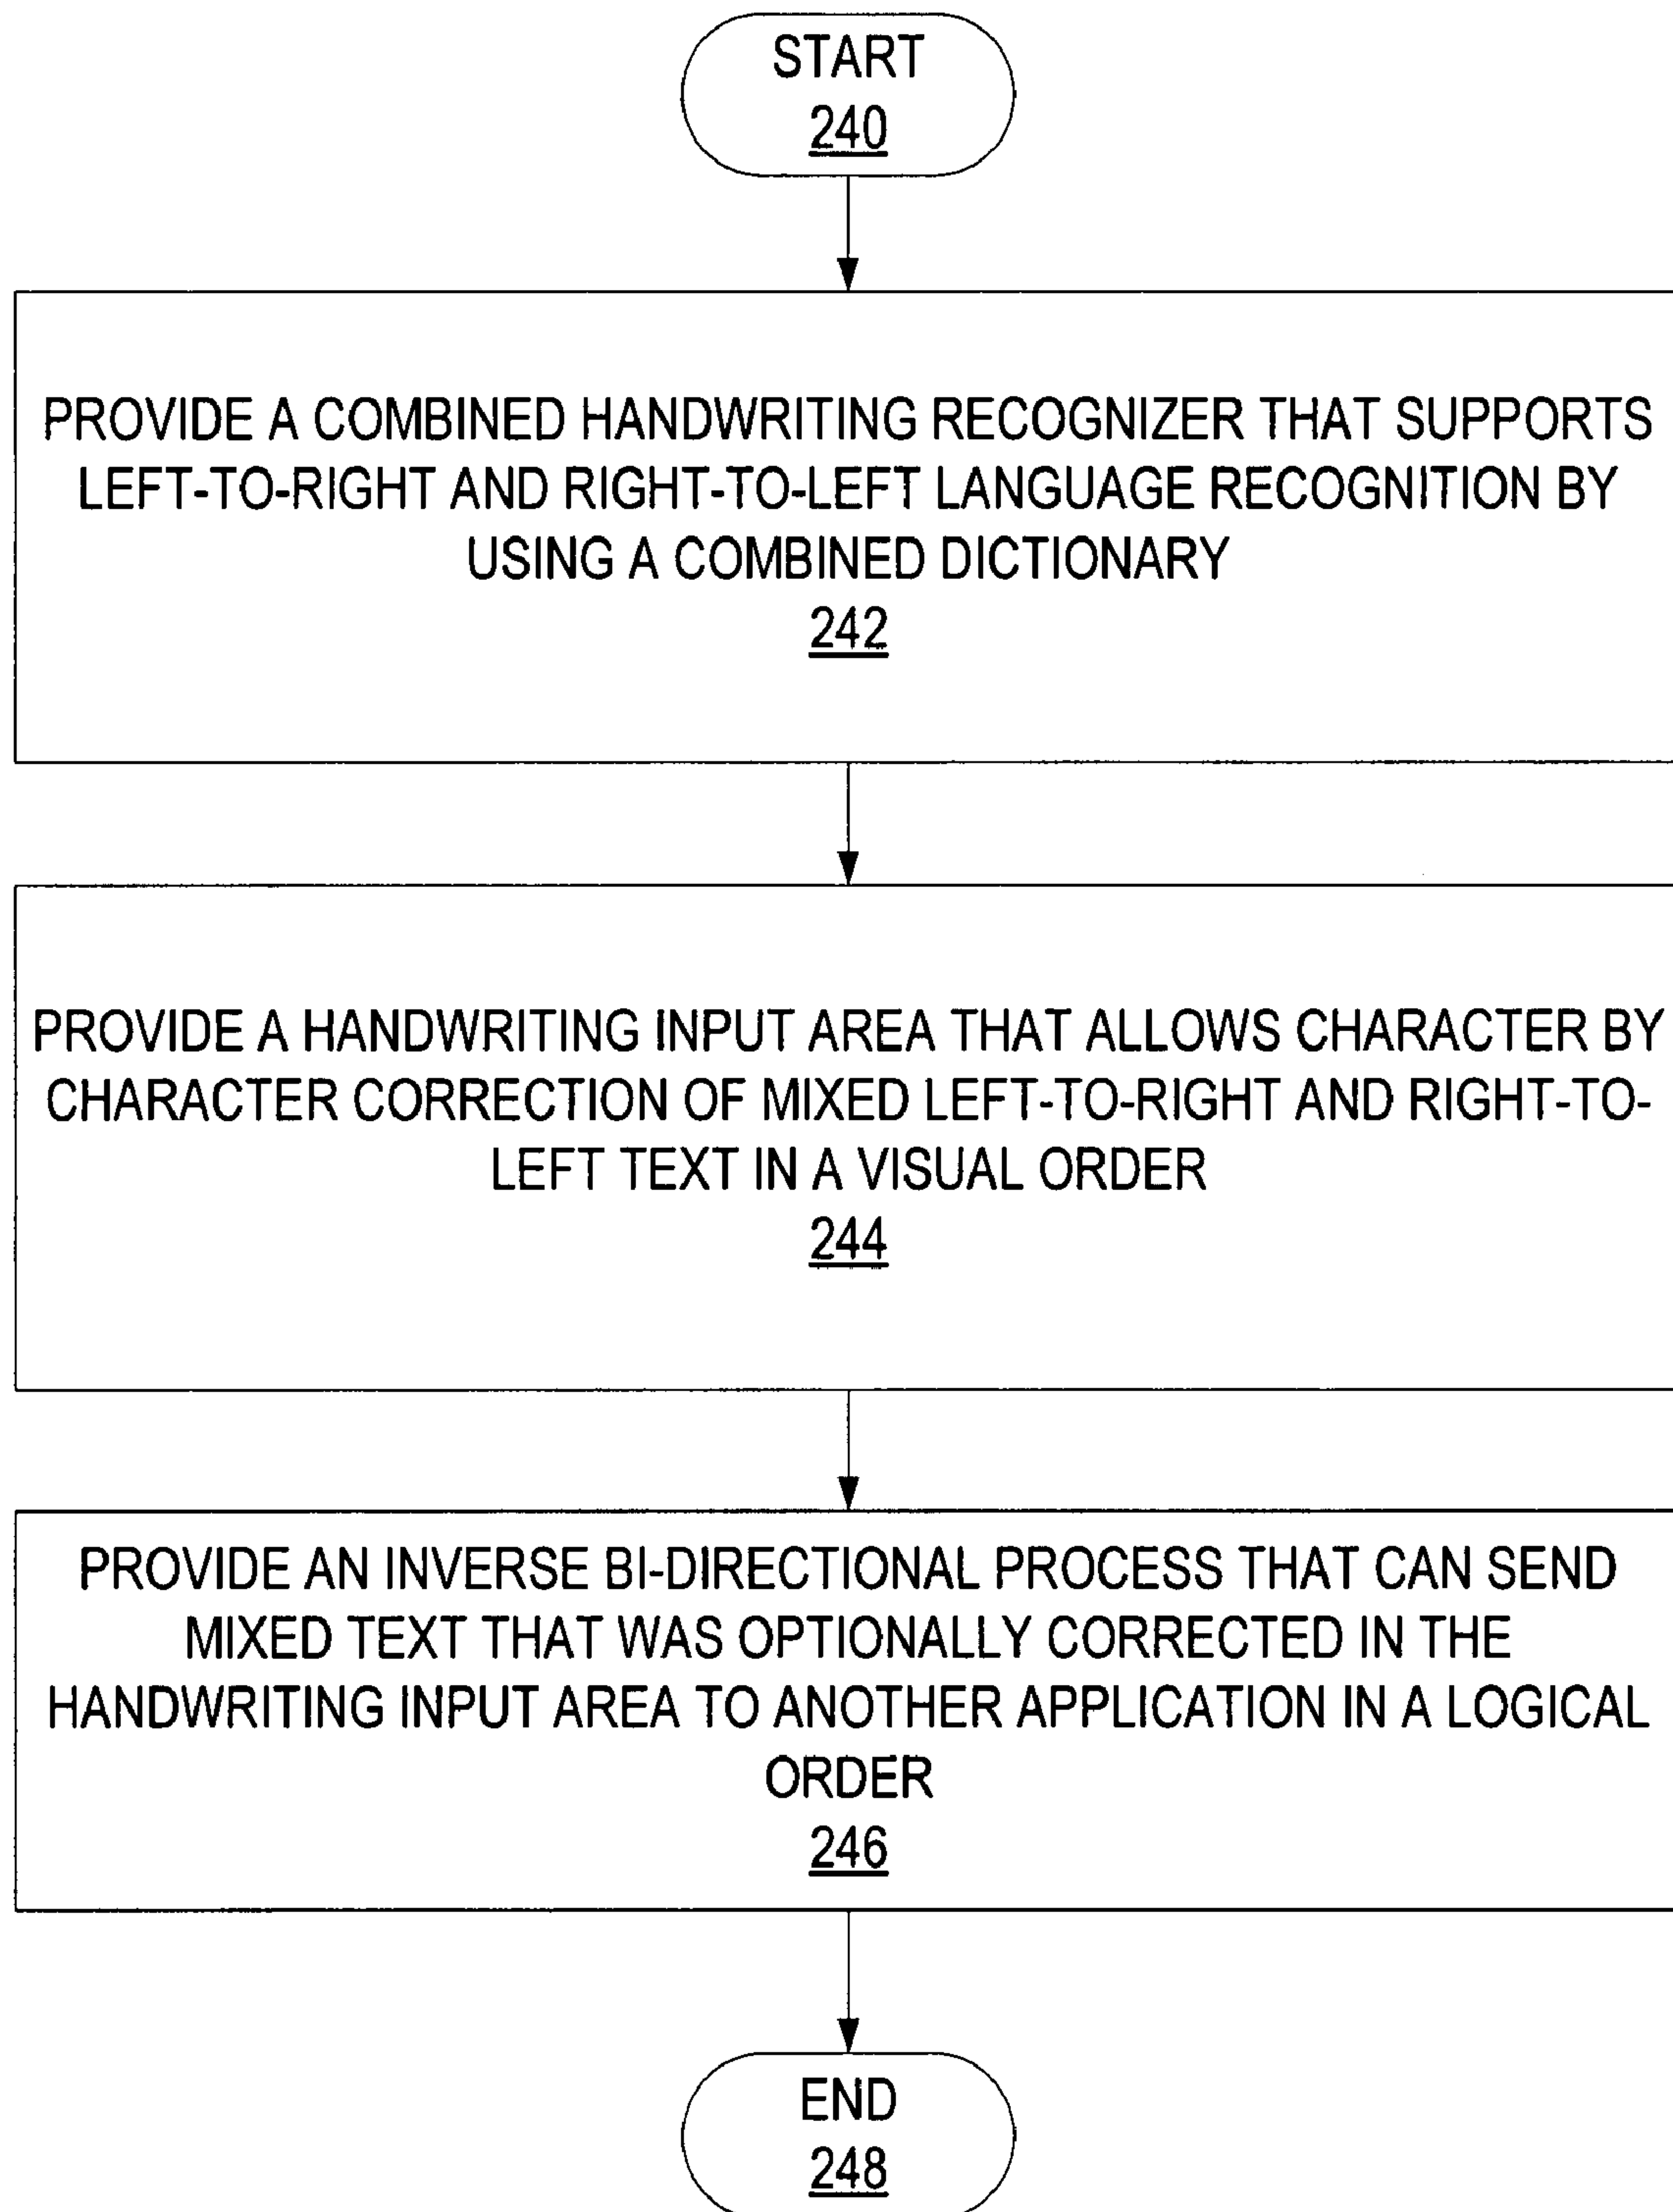 START
240
PROVIDE A COMBINED HANDWRITING RECOGNIZER THAT SUPPORTS
LEFT-TO-RIGHT AND RIGHT-TO-LEFT LANGUAGE RECOGNITION BY
USING A COMBINED DICTIONARY
242
PROVIDE A HANDWRITING INPUT AREA THAT ALLOWS CHARACTER BY
CHARACTER CORRECTION OF MIXED LEFT-TO-RIGHT AND RIGHT-TO-
LEFT TEXT IN A VISUAL ORDER
244
PROVIDE AN INVERSE BI-DIRECTIONAL PROCESS THAT CAN SEND
MIXED TEXT THAT WAS OPTIONALLY CORRECTED IN THE
HANDWRITING INPUT AREA TO ANOTHER APPLICATION IN A LOGICAL
ORDER
246
END
248